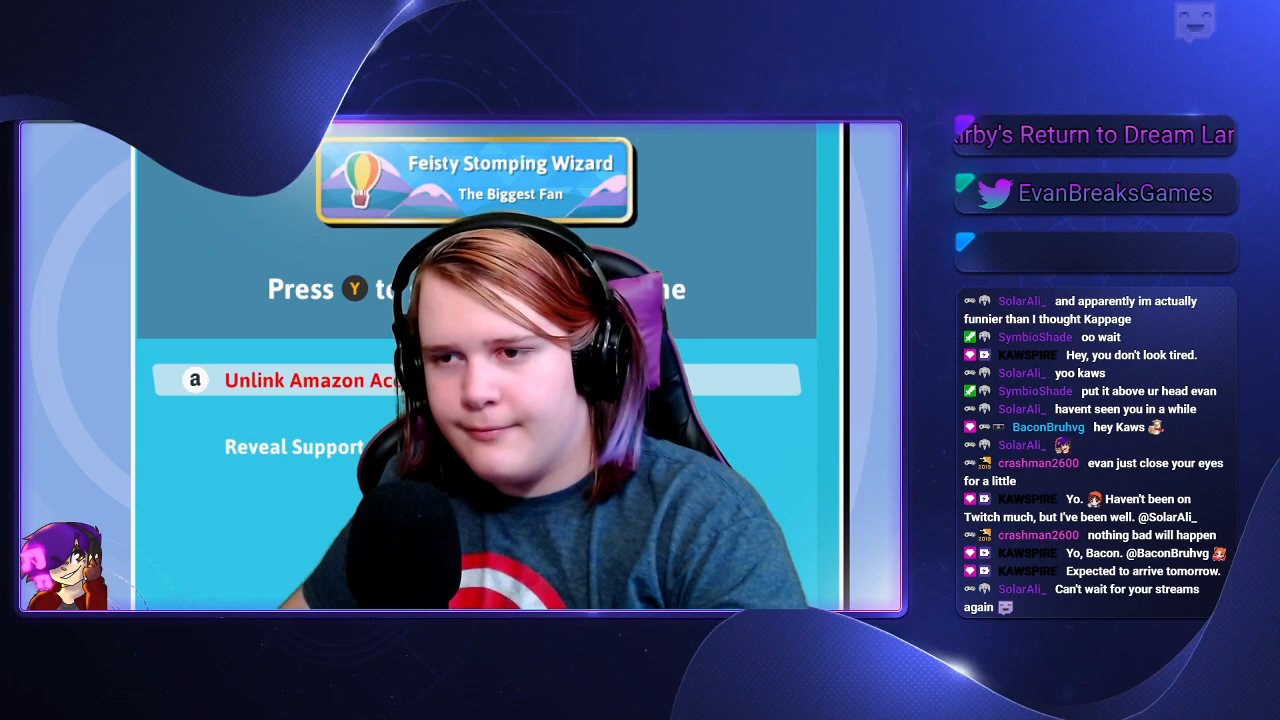 Feisty Stomping Wizard
The Biggest Fan
Press Y to
ne
a Unlink Amazon Acc
Reveal Support
irby's Return to Dream Lar
EvanBreaksGames
SolarAli_ and apparently im actually
funnier than I thought Kappage
SymbioShade oo wait
KAWSPIRE Hey, you don't look tired.
SolarAli_ yoo kaws
SymbioShade put it above ur head evan
SolarAli_ havent seen you in a while
BaconBruhvg hey Kaws
SolarAli_
crashman2600 evan just close your eyes
for a little
KAWSPIRE Yo. Haven't been on
Twitch much, but I've been well. @SolarAli_
crashman2600 nothing bad will happen
KAWSPIRE Yo, Bacon. @BaconBruhvg
KAWSPIRE Expected to arrive tomorrow.
SolarAli_ Can't wait for your streams
again